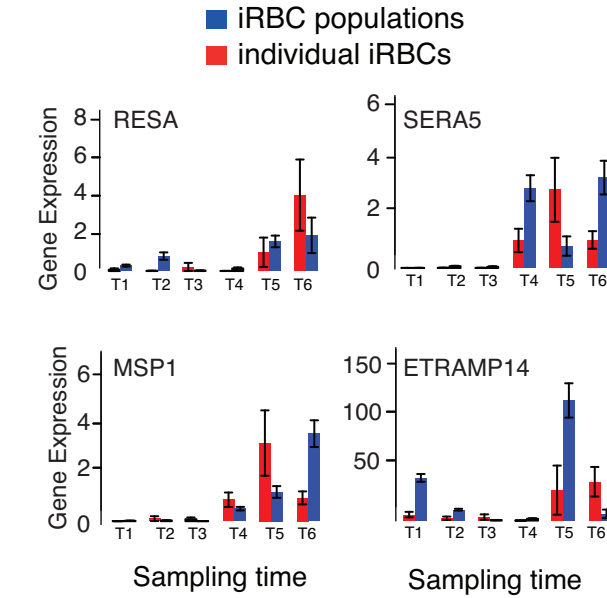 iRBC populations
individual iRBCs
RESA
SERA5
Gene Expression
8
6
4
2
0
6
4
2
0
T1 T2 T3 T4 T5 T6
T1 T2 T3 T4 T5 T6
MSP1
ETRAMP14
Gene Expression
6
4
2
0
150
100
50
T1 T2 T3 T4 T5 T6
T1 T2 T3 T4 T5 T6
Sampling time
Sampling time